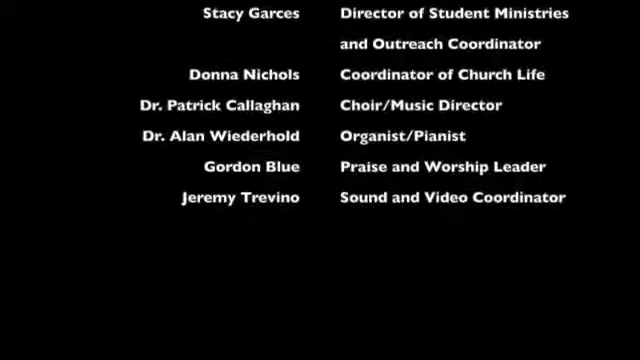 Stacy Garces Director of Student Ministries
and Outreach Coordinator
Donna Nichols Coordinator of Church Life
Dr. Patrick Callaghan Choir/Music Director
Dr. Alan Wiederhold Organist/Pianist
Gordon Blue Praise and Worship Leader
Jeremy Trevino Sound and Video Coordinator